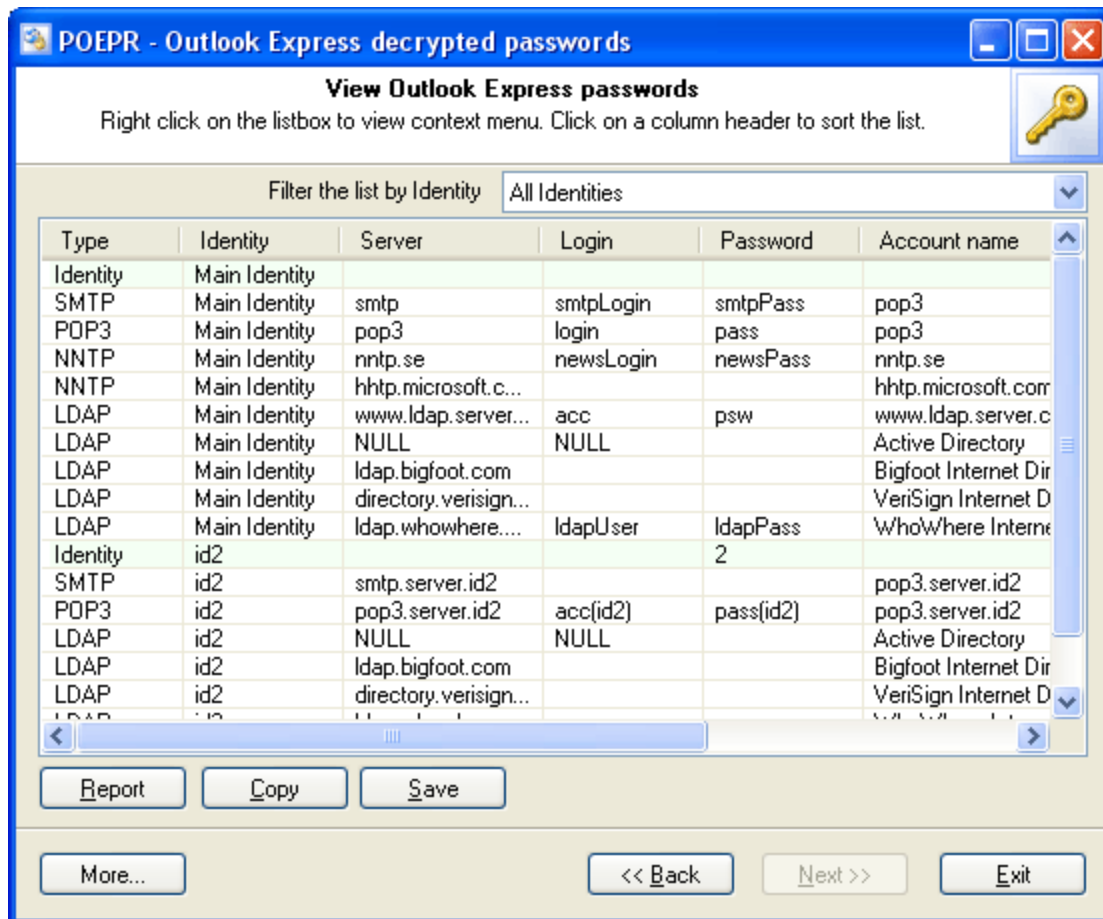 POEPR - Outlook Express decrypted passwords
View Outlook Express passwords
Right click on the listbox to view context menu. Click on a column header to sort the list.
Filter the list by Identity All Identities
Type Identity Server Login Password Account name
Identity Main Identity
SMTP Main Identity smtp smtpLogin smtpPass pop3
POP3 Main Identity pop3 login pass pop3
NNTP Main Identity nntp.se newsLogin newsPass nntp.se
NNTP Main Identity hhtp.microsoft.c... hhtp.microsoft.com
LDAP Main Identity www.ldap.server... acc psw www.ldap.server.c
LDAP Main Identity NULL NULL Active Directory
LDAP Main Identity ldap.bigfoot.com Bigfoot Internet Dir
LDAP Main Identity directory.verisign... VeriSign Internet D
LDAP Main Identity ldap.whowhere.... ldapUser ldapPass WhoWhere Interne
Identity id2 2
SMTP id2 smtp.server.id2 pop3.server.id2
POP3 id2 pop3.server.id2 acc(id2) pass(id2) pop3.server.id2
LDAP id2 NULL NULL Active Directory
LDAP id2 ldap.bigfoot.com Bigfoot Internet Dir
LDAP id2 directory.verisign... VeriSign Internet D
Report Copy Save
More... << Back Next >> Exit